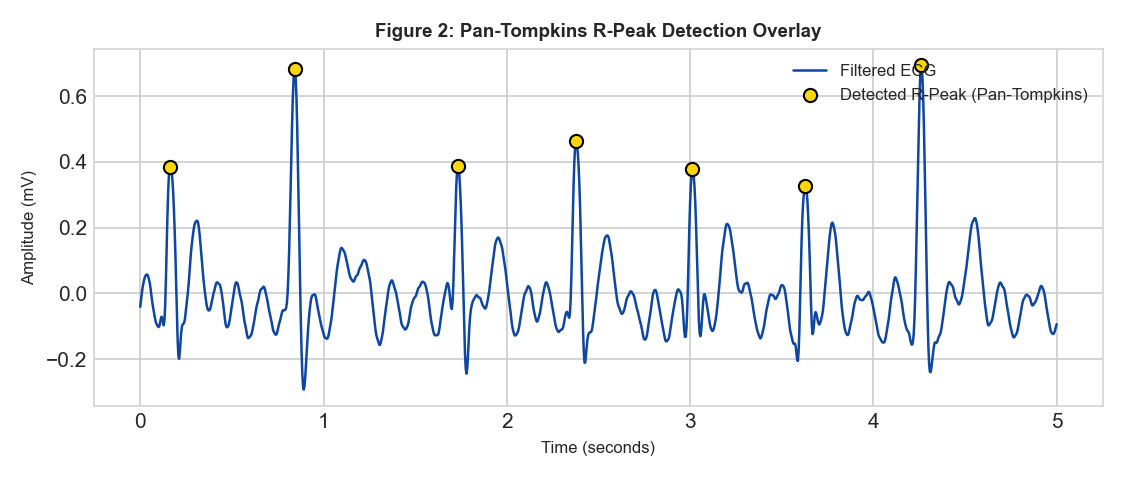 Figure 2: Pan-Tompkins R-Peak Detection Overlay
Filtered ECG
Detected R-Peak (Pan-Tompkins)
Amplitude (mV)
0.6
0.4
0.2
0.0
−0.2
0 1 2 3 4 5
Time (seconds)